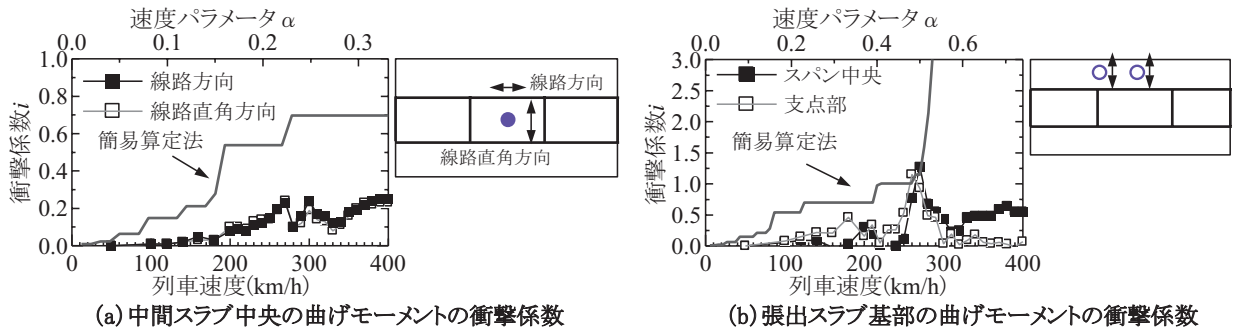 速度パラメータα
0.0 0.1 0.2 0.3
1.0
0.8
0.6
0.4
0.2
0.0
衝撃係数i
線路方向
線路直角方向
簡易算定法
0 100 200 300 400
列車速度(km/h)
線路方向
線路直角方向
(a)中間スラブ中央の曲げモーメントの衝撃係数
速度パラメータα
0.0 0.2 0.4 0.6
3.0
2.5
2.0
1.5
1.0
0.5
0.0
衝撃係数i
スパン中央
支点部
簡易算定法
0 100 200 300 400
列車速度(km/h)
(b)張出スラブ基部の曲げモーメントの衝撃係数